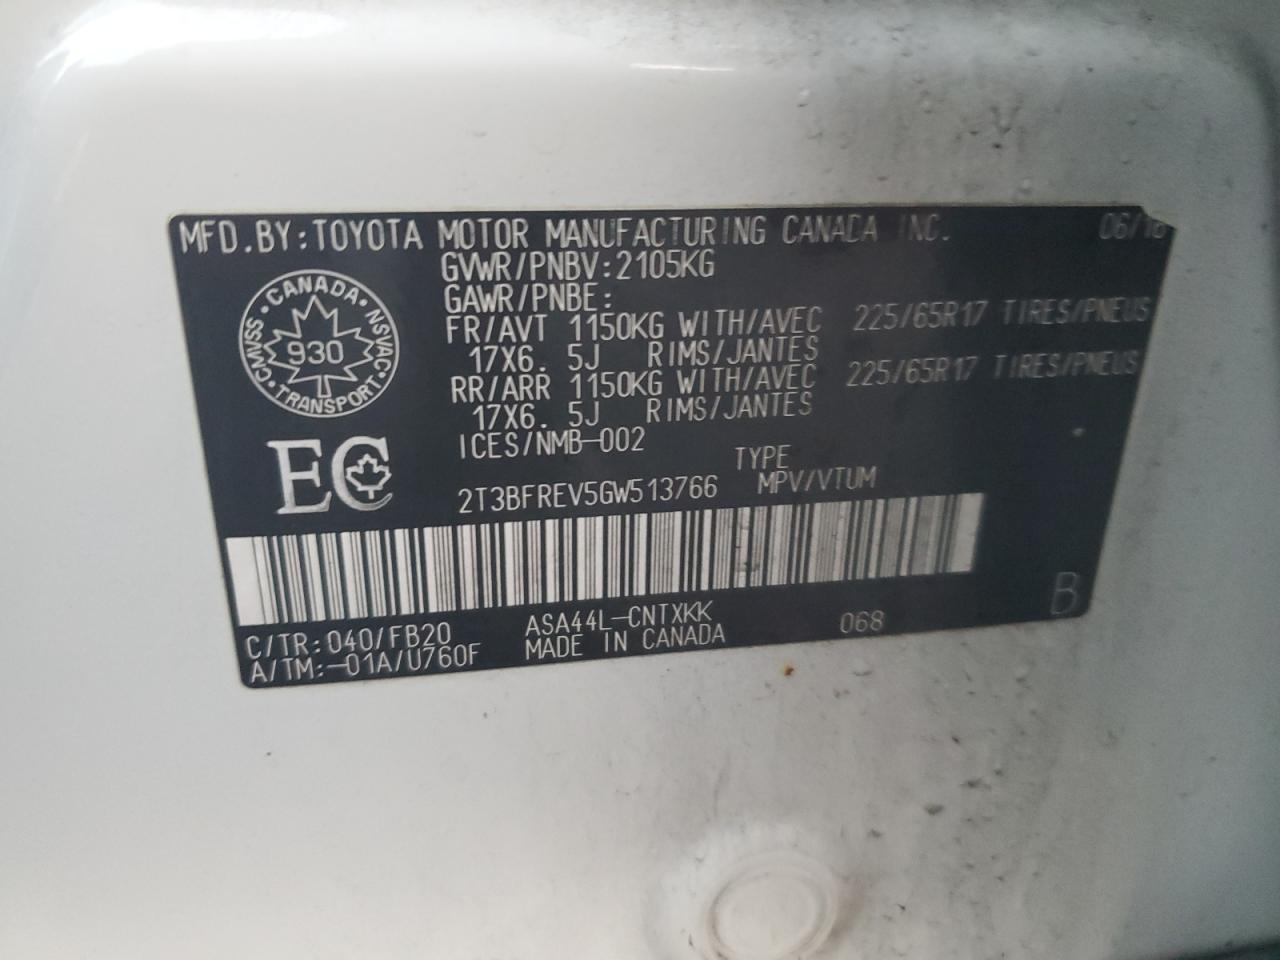 MFD.BY:TOYOTA MOTOR MANUFACTURING CANADA INC. 06/16
GVWR/PNBV:2105KG
GAWR/PNBE:
FR/AVT 1150KG WITH/AVEC 225/65R17 TIRES/PNEUS
17X6. 5J RIMS/JANTES
RR/ARR 1150KG WITH/AVEC 225/65R17 TIRES/PNEUS
17X6. 5J RIMS/JANTES
ICES/NMB-002
CANADA · NSVAC · TRANSPORT · CMVSS ·
930
EC
TYPE
2T3BFREV5GW513766 MPV/VTUM
C/TR:040/FB20 ASA44L-CNTXKK 068 B
A/TM:-01A/U760F MADE IN CANADA